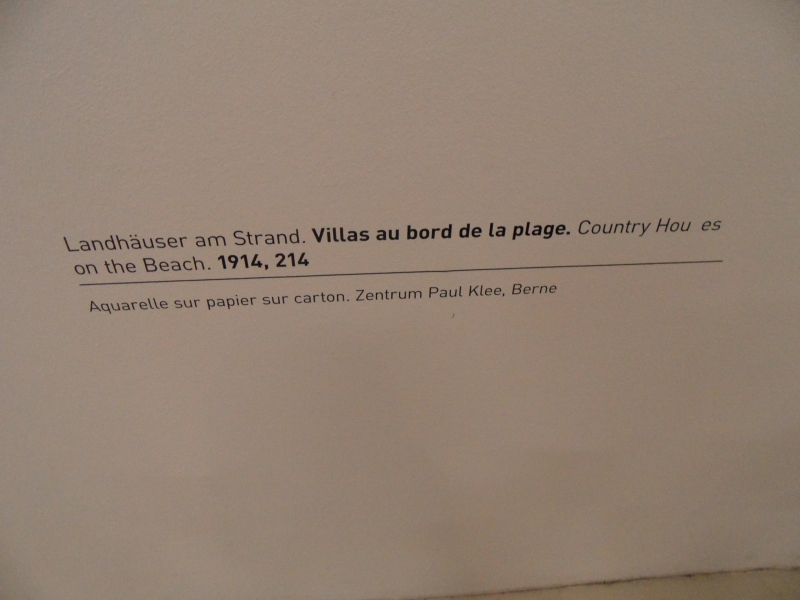 Landhäuser am Strand. Villas au bord de la plage. Country Hou es
on the Beach. 1914, 214
Aquarelle sur papier sur carton. Zentrum Paul Klee, Berne